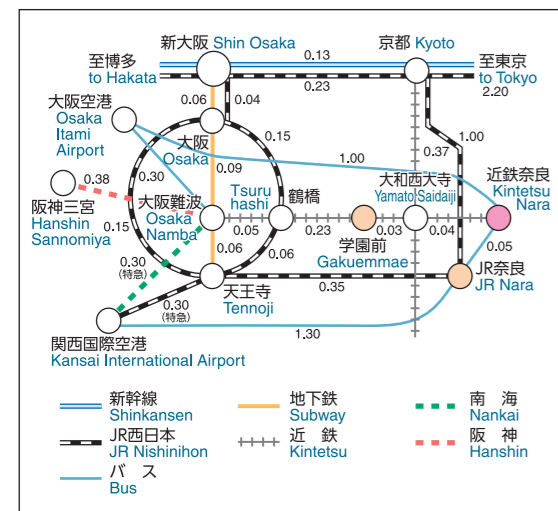 新大阪 Shin Osaka
0.13
京都 Kyoto
至博多
to Hakata
至東京
to Tokyo
0.23
2.20
大阪空港
Osaka
Itami
Airport
0.06
0.04
大阪
Osaka
0.15
1.00
0.37
1.00
0.30
0.09
0.38
阪神三宮
Hanshin
Sannomiya
大阪難波
Osaka
Namba
Tsuru
hashi
鶴橋
大和西大寺
Yamato-Saidaiji
近鉄奈良
Kintetsu
Nara
0.15
0.05
0.23
0.03
0.04
学園前
Gakuemmae
0.05
0.06
0.06
0.30
(特急)
天王寺
Tennoji
0.35
JR奈良
JR Nara
0.30
(特急)
1.30
関西国際空港
Kansai International Airport
新幹線
Shinkansen
地下鉄
Subway
南 海
Nankai
JR西日本
JR Nishinihon
近 鉄
Kintetsu
阪 神
Hanshin
バ ス
Bus